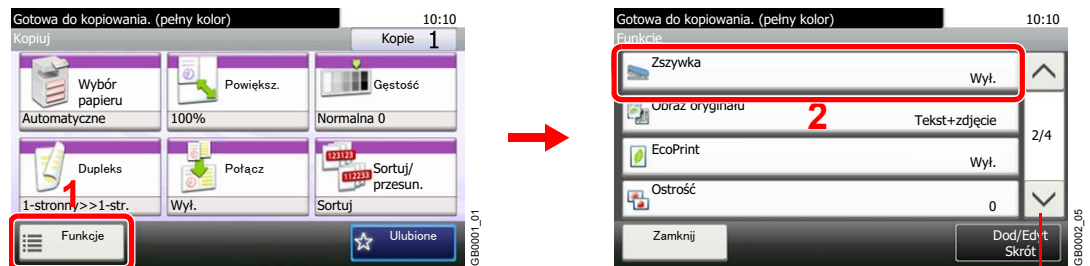 Gotowa do kopiowania. (pełny kolor)
10:10
Kopiuj
Kopie 1
Wybór
papieru
Automatyczne
Powiększ.
100%
Gęstość
Normalna 0
Dupleks
1-stronny>>1-str.
Połącz
Wył.
123123
112233
Sortuj/
przesun.
Sortuj
1
Funkcje
Ulubione
GB0001_01
Gotowa do kopiowania. (pełny kolor)
10:10
Funkcje
Zszywka
Wył.
2
Obraz oryginału
Tekst+zdjęcie
2/4
EcoPrint
Wył.
Ostrość
0
Zamknij
Dod/Edyt
Skrót
GB0002_05